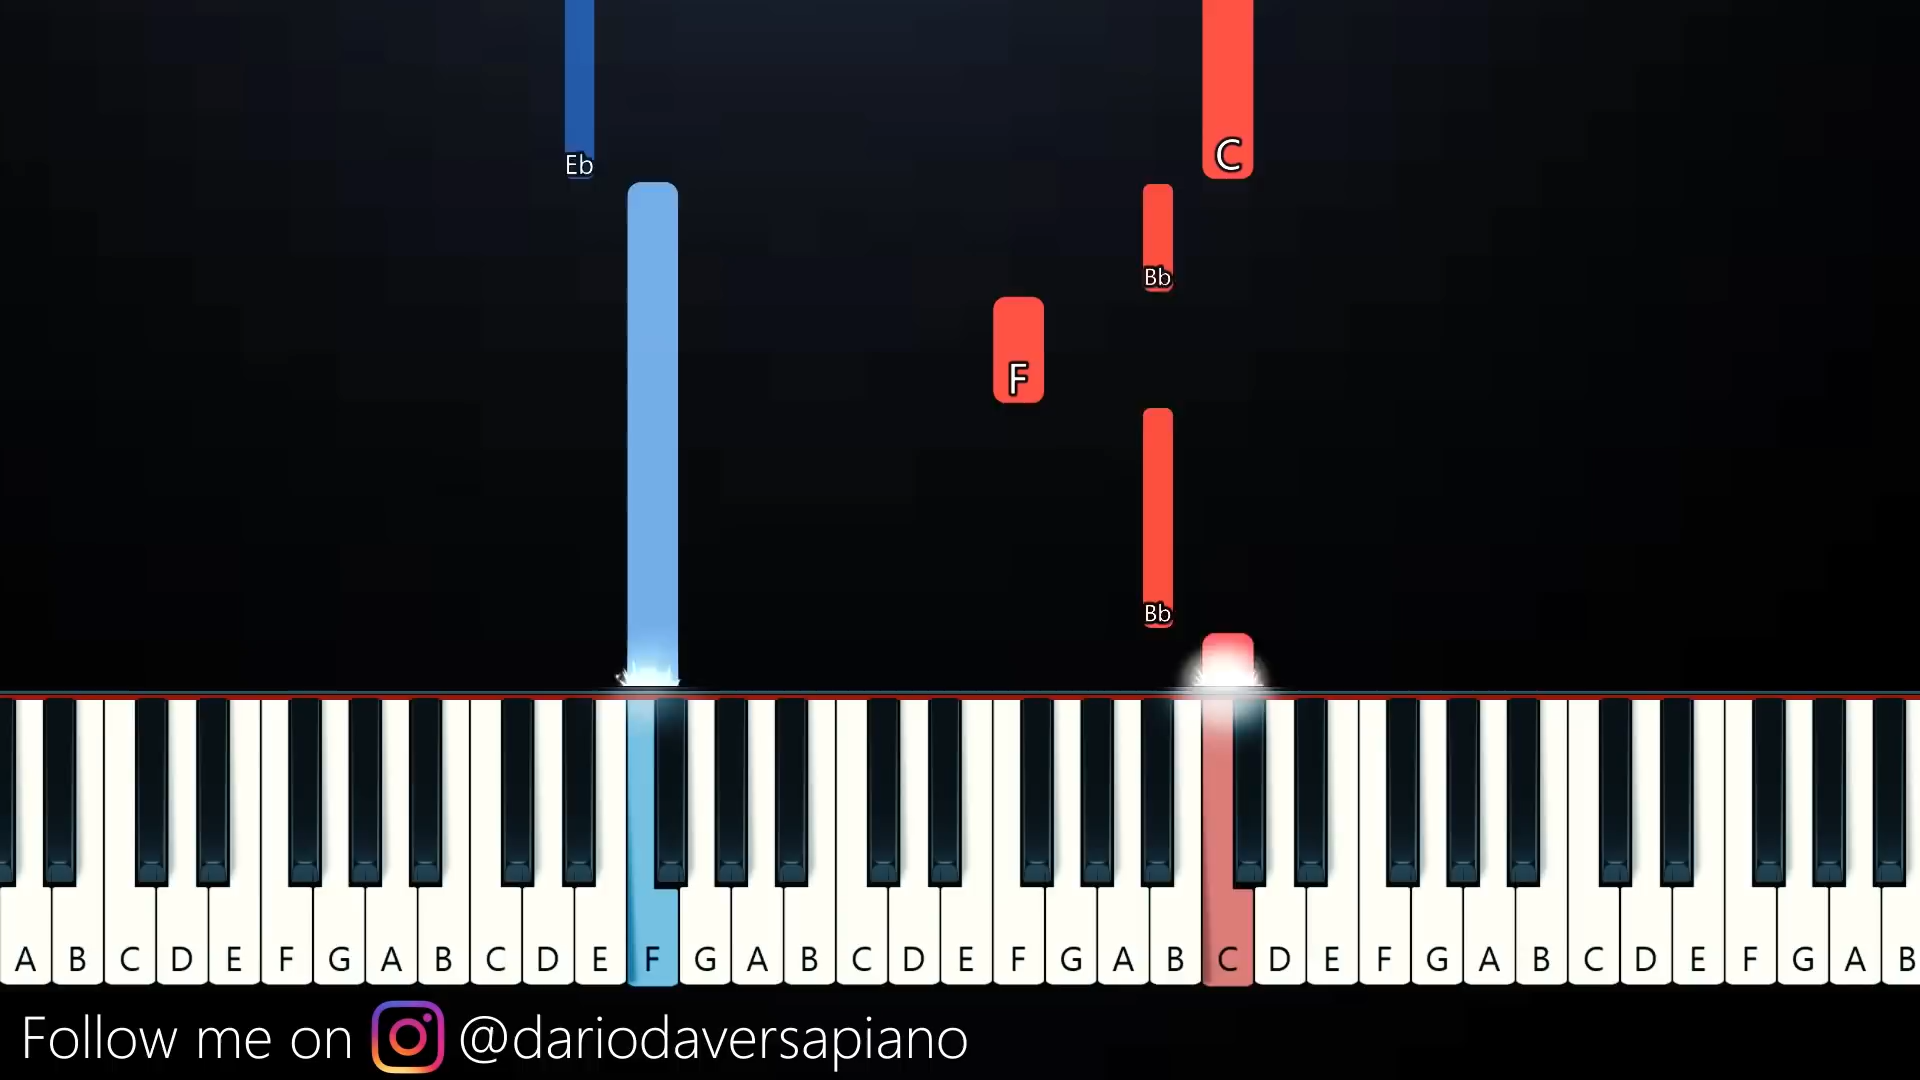 Eb
C
Bb
F
Bb
A B C D E F G A B C D E F G A B C D E F G A B C D E F G A B C D E F G A B
Follow me on @dariodaversapiano